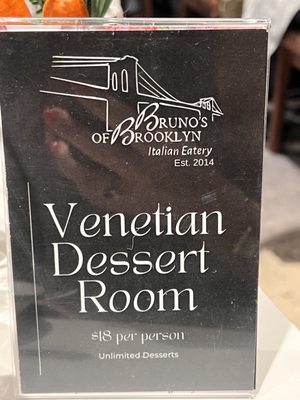 BRUNO'S
OF BROOKLYN
Italian Eatery
Est. 2014
Venetian
Dessert
Room
$18 per person
Unlimited Desserts